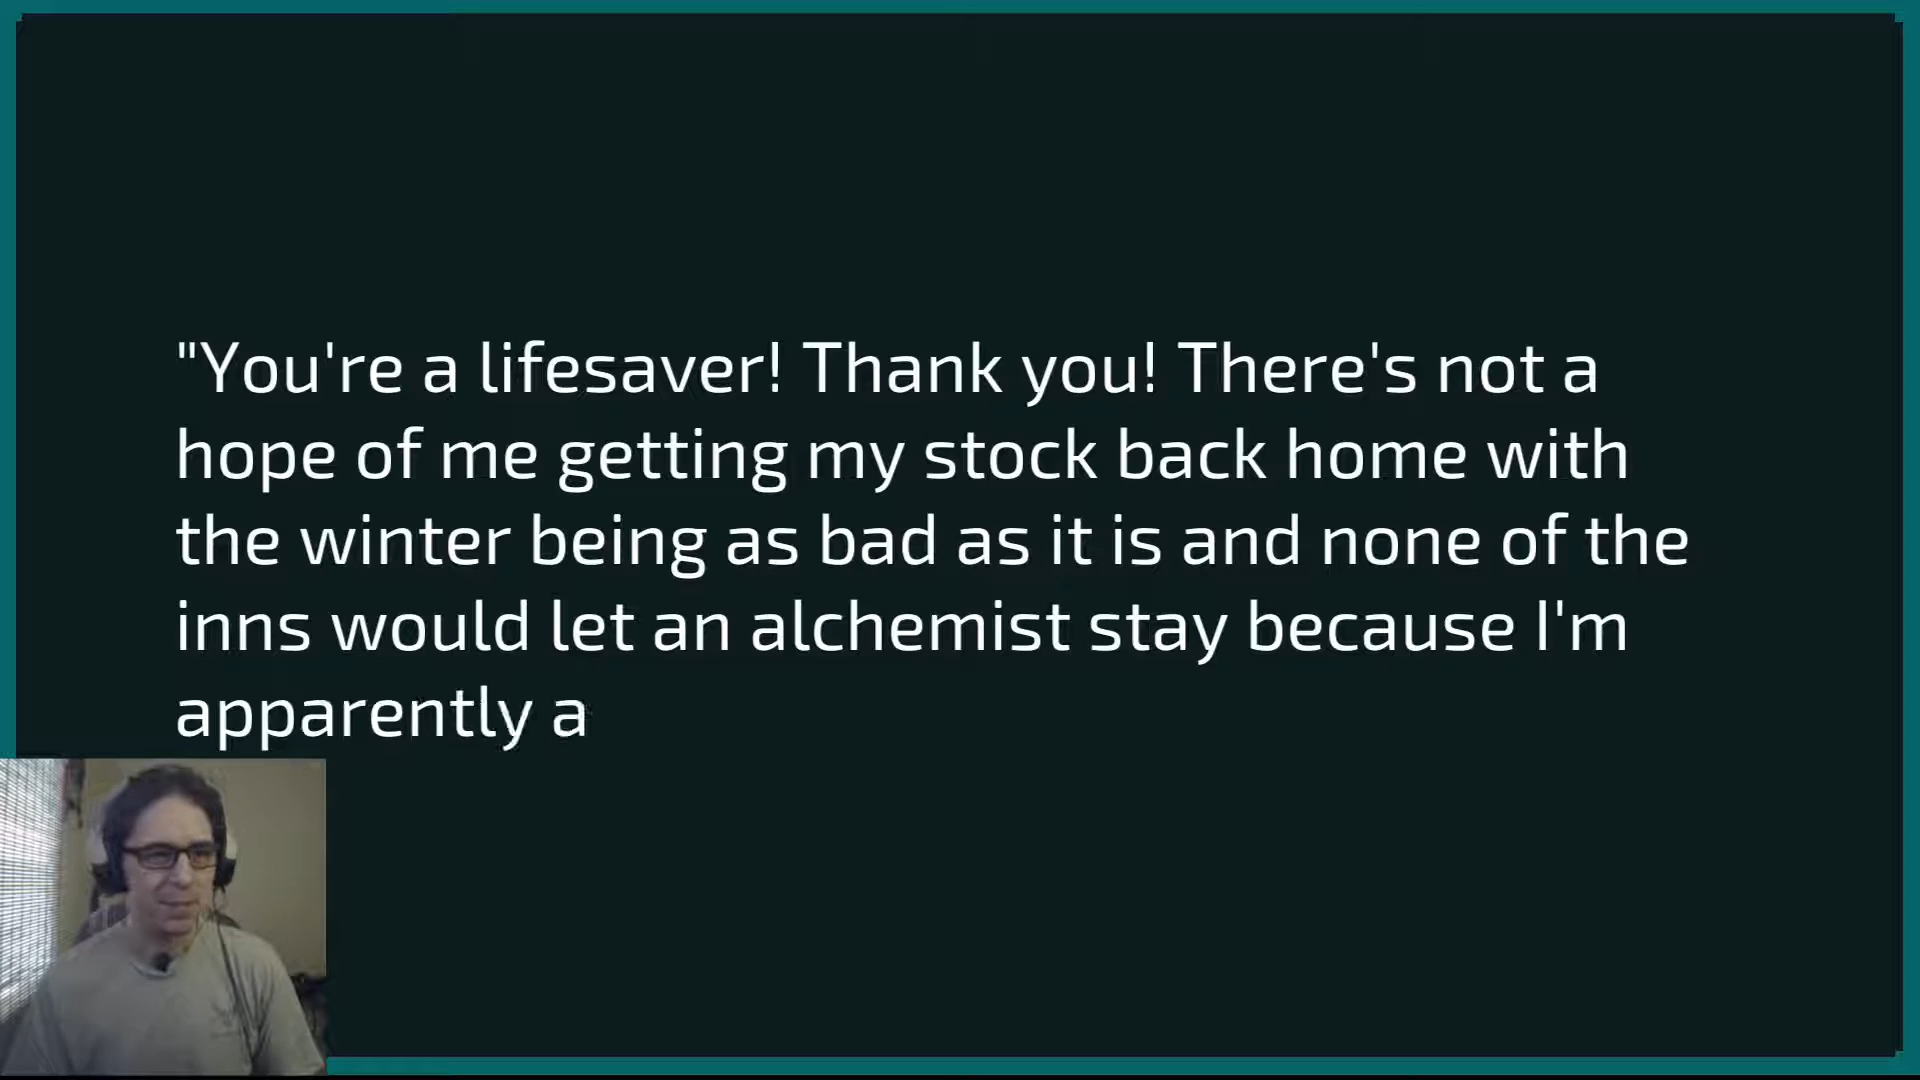 "You're a lifesaver! Thank you! There's not a
hope of me getting my stock back home with
the winter being as bad as it is and none of the
inns would let an alchemist stay because I'm
apparently a